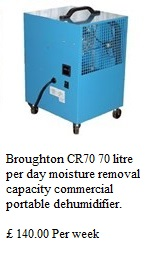 Broughton CR70 70 litre
per day moisture removal
capacity commercial
portable dehumidifier.
£ 140.00 Per week